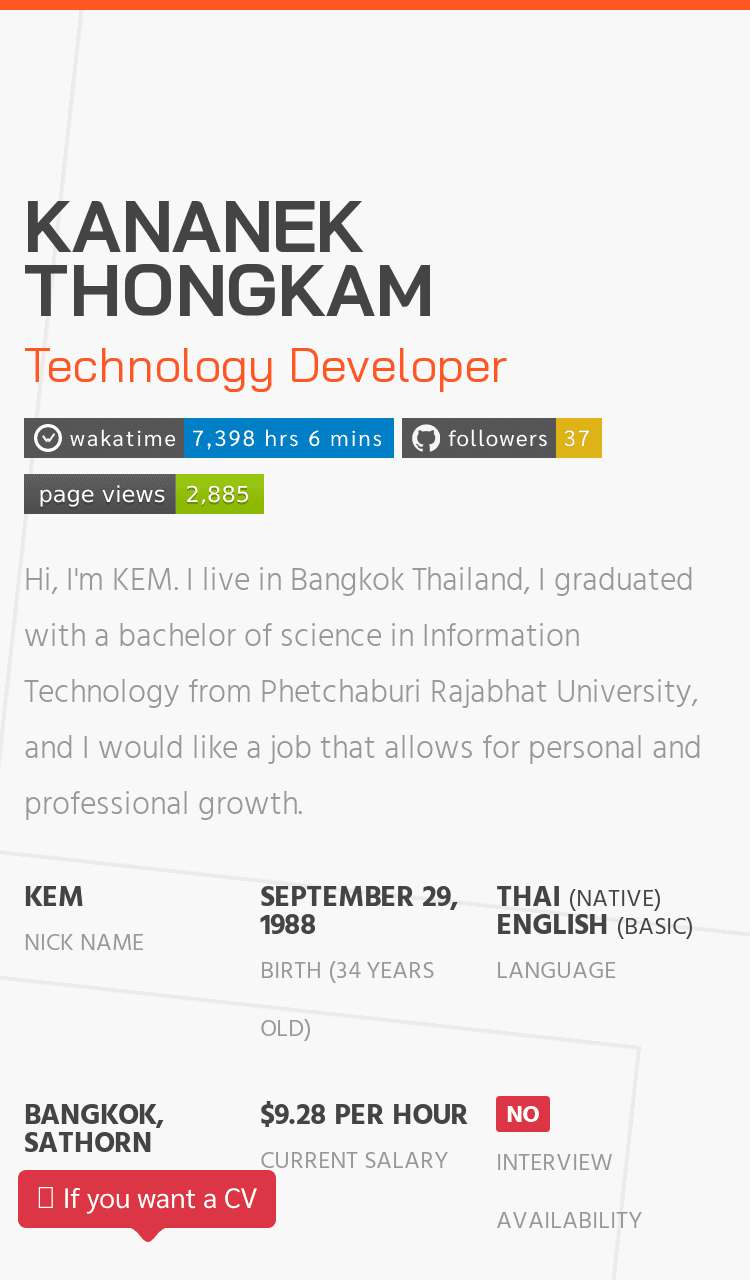 KANANEK
THONGKAM
Technology Developer
wakatime 7,398 hrs 6 mins followers 37
page views 2,885
Hi, I'm KEM. I live in Bangkok Thailand, I graduated
with a bachelor of science in Information
Technology from Phetchaburi Rajabhat University,
and I would like a job that allows for personal and
professional growth.
KEM
NICK NAME
SEPTEMBER 29,
1988
BIRTH (34 YEARS
OLD)
THAI (NATIVE)
ENGLISH (BASIC)
LANGUAGE
BANGKOK,
SATHORN
$9.28 PER HOUR
CURRENT SALARY
NO
INTERVIEW
AVAILABILITY
If you want a CV